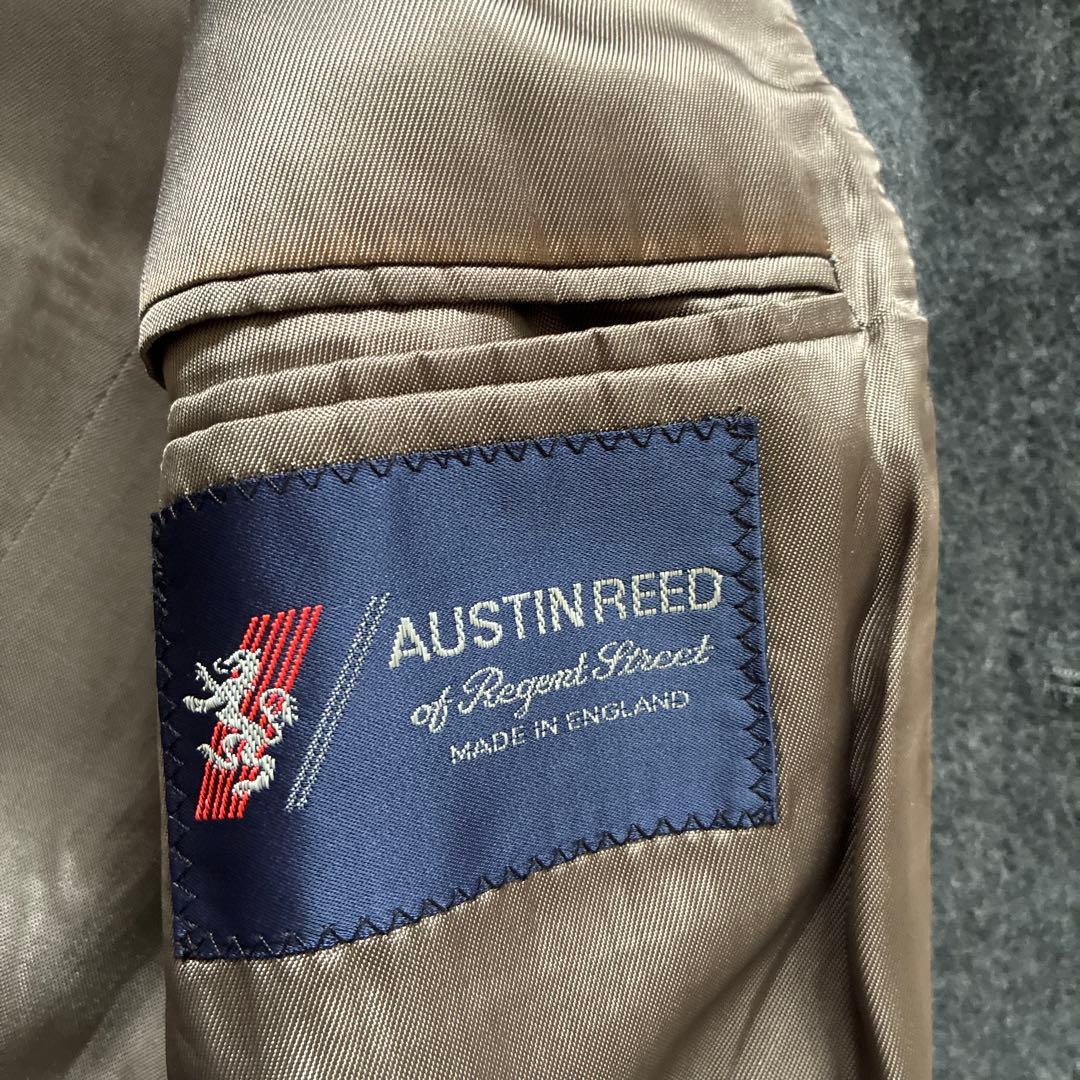 AUSTIN REED
of Regent Street
MADE IN ENGLAND